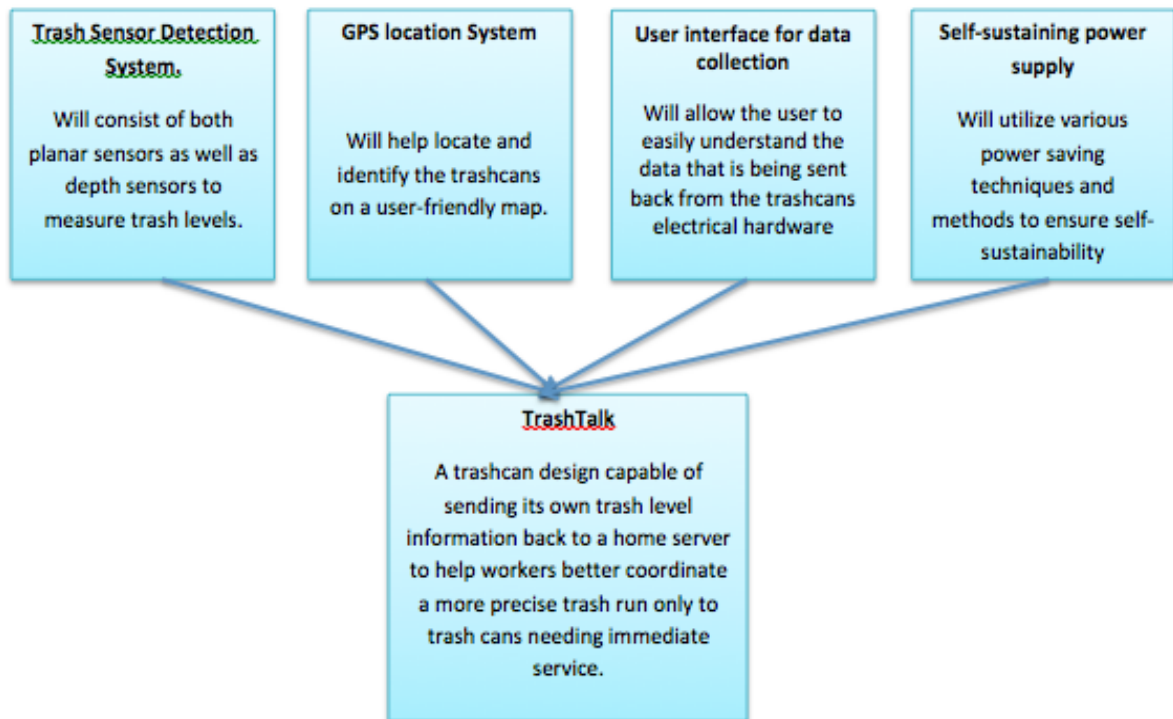 Trash Sensor Detection
System.
Will consist of both
planar sensors as well as
depth sensors to
measure trash levels.
GPS location System
Will help locate and
identify the trashcans
on a user-friendly map.
User interface for data
collection
Will allow the user to
easily understand the
data that is being sent
back from the trashcans
electrical hardware
Self-sustaining power
supply
Will utilize various
power saving
techniques and
methods to ensure self-
sustainability
TrashTalk
A trashcan design capable of
sending its own trash level
information back to a home server
to help workers better coordinate
a more precise trash run only to
trash cans needing immediate
service.